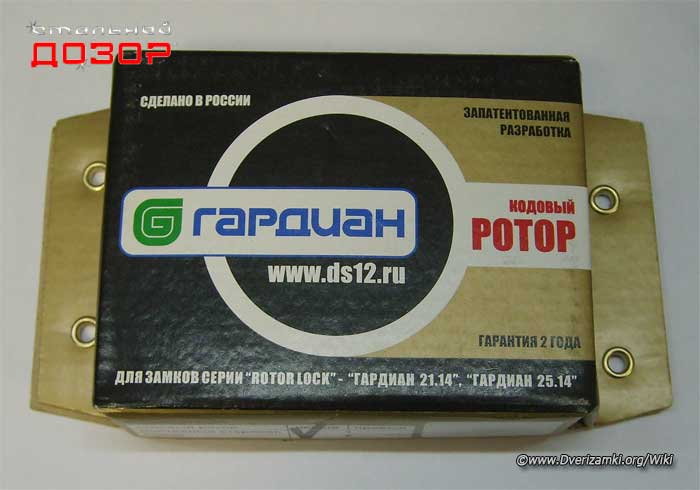 стальной
ДОЗОР
СДЕЛАНО В РОССИИ
ЗАПАТЕНТОВАННАЯ
РАЗРАБОТКА
ГАРДИАН
www.ds12.ru
КОДОВЫЙ
РОТОР
ГАРАНТИЯ 2 ГОДА
ДЛЯ ЗАМКОВ СЕРИИ "ROTOR LOCK" - "ГАРДИАН 21.14", "ГАРДИАН 25.14"
©www.Dverizamki.org/Wiki